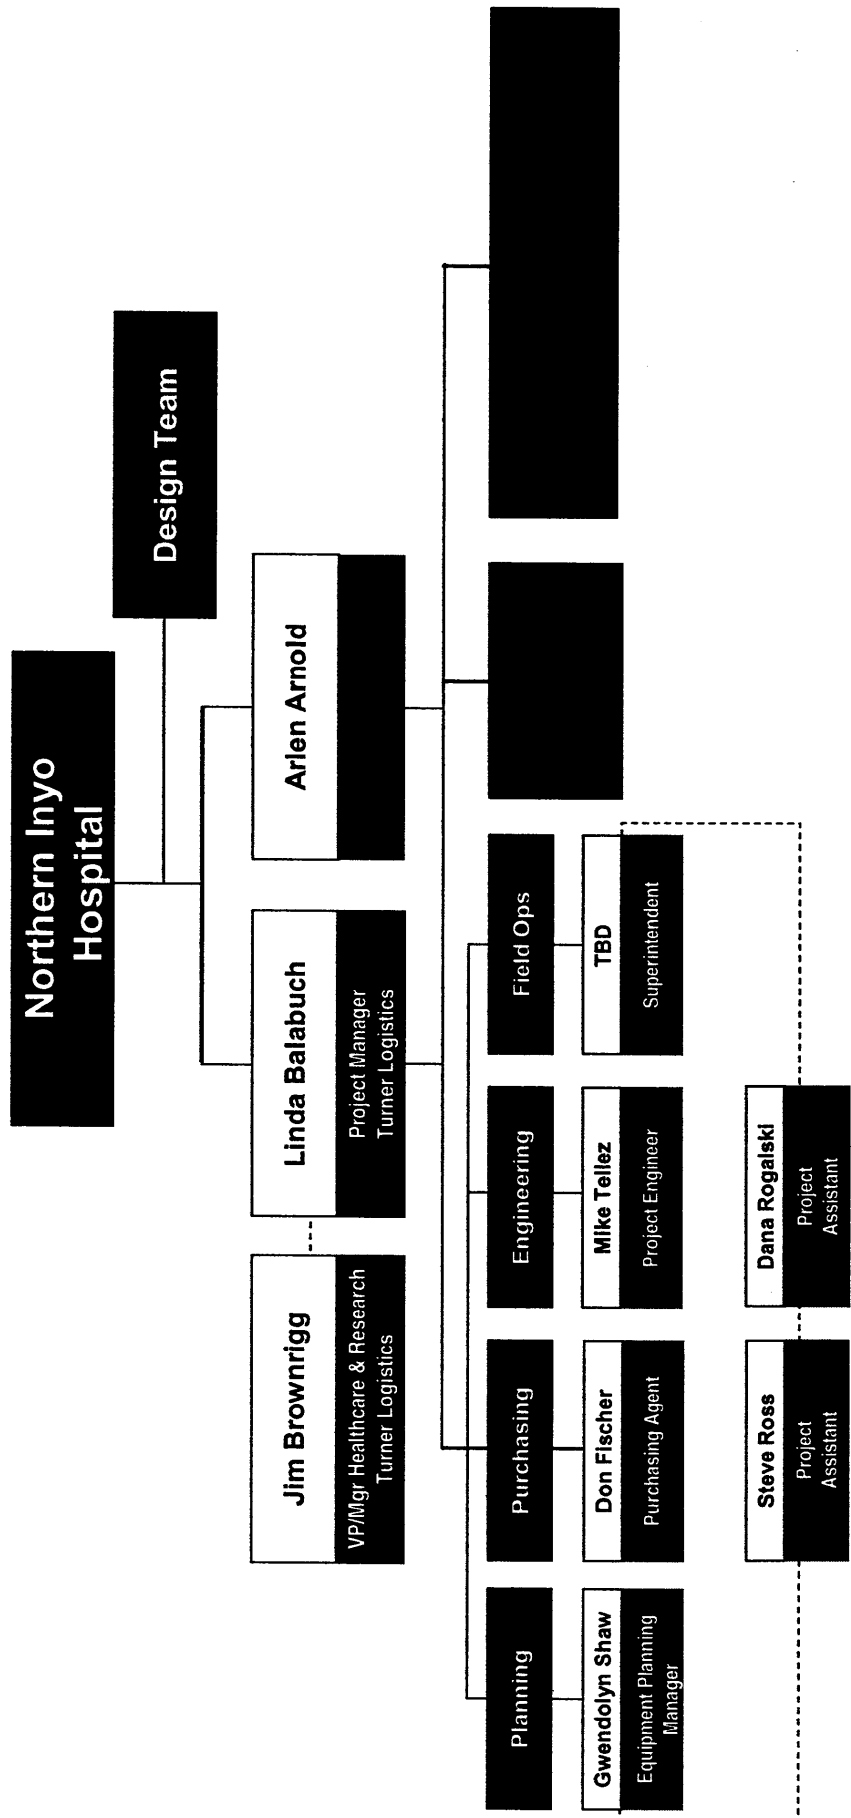 Northern Inyo
Hospital
Design Team
Jim Brownrigg
VP/Mgr Healthcare & Research
Turner Logistics
Linda Balabuch
Project Manager
Turner Logistics
Arlen Arnold
Planning
Purchasing
Engineering
Field Ops
Gwendolyn Shaw
Equipment Planning
Manager
Don Fischer
Purchasing Agent
Mike Tellez
Project Engineer
TBD
Superintendent
Steve Ross
Project
Assistant
Dana Rogalski
Project
Assistant